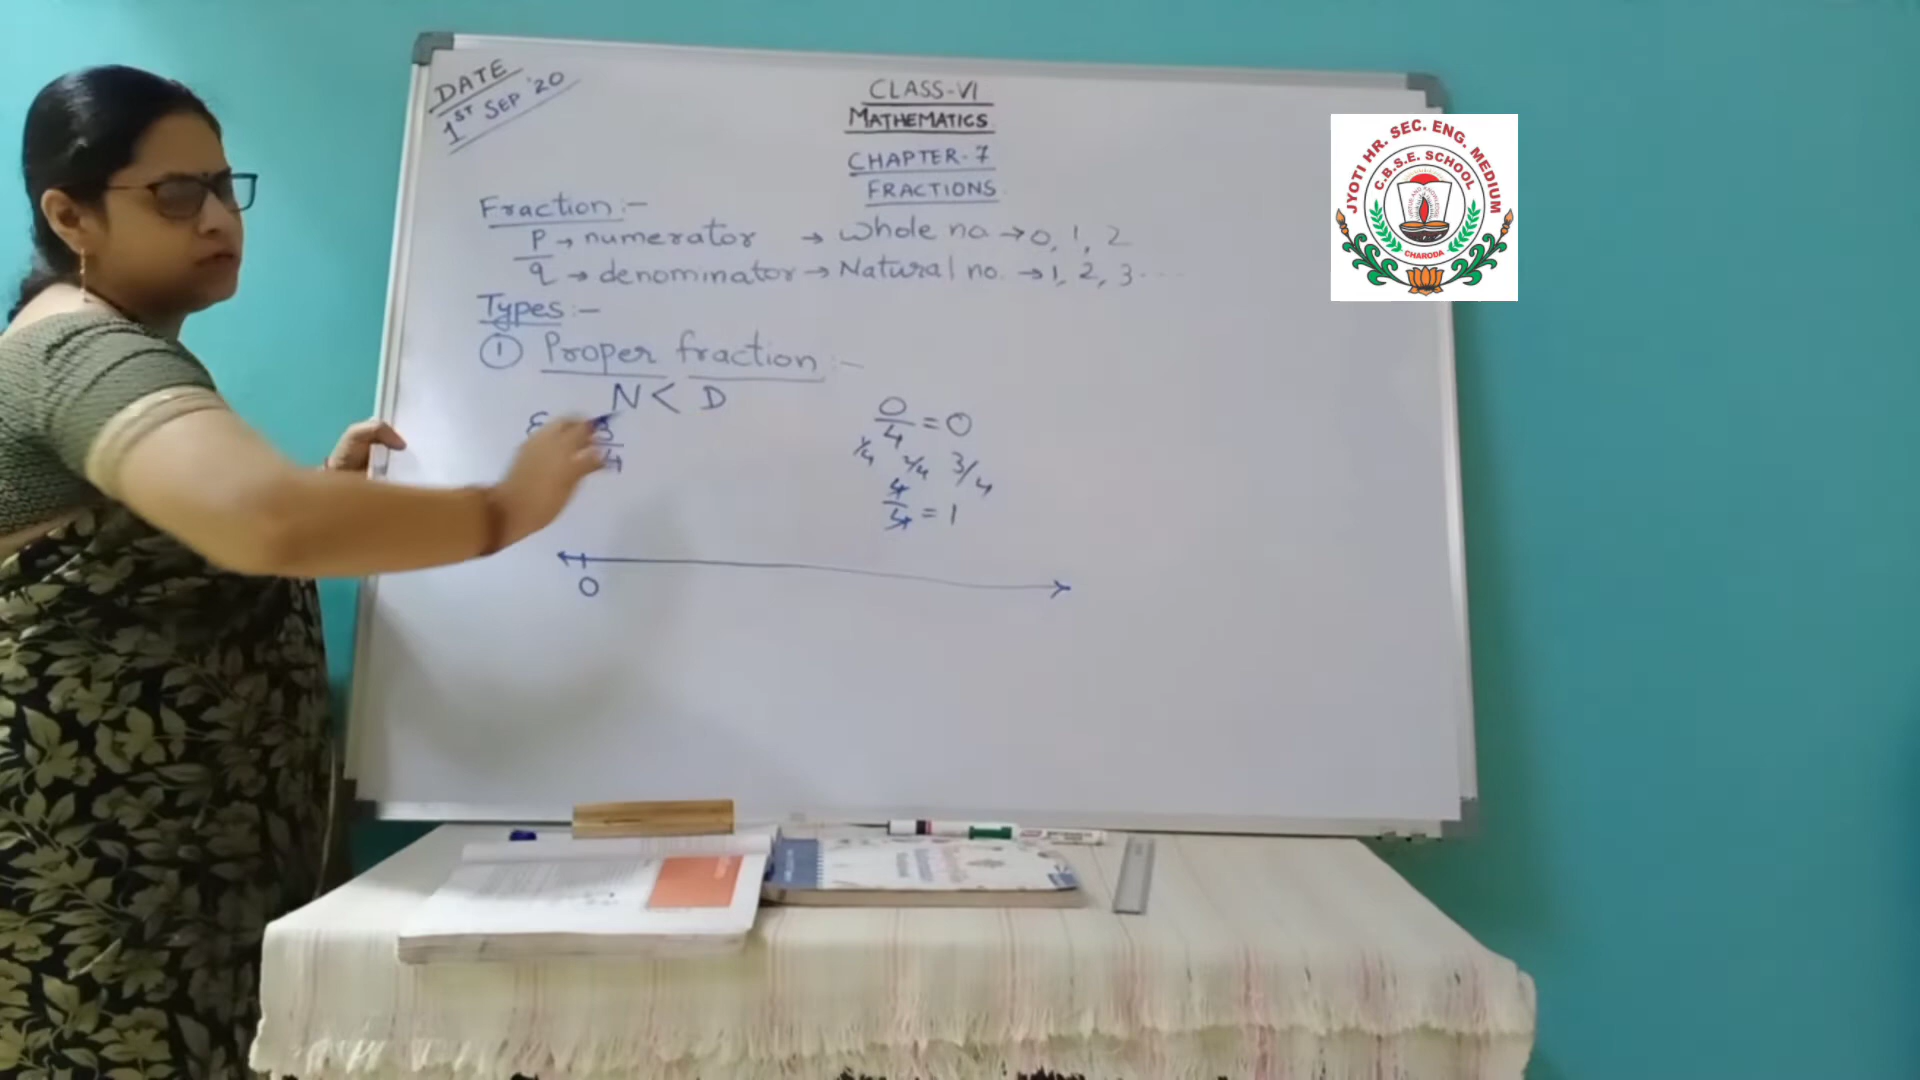 DATE
1ST SEP '20
CLASS-VI
MATHEMATICS
CHAPTER-7
FRACTIONS
Fraction:-
p → numerator → Whole no → 0, 1, 2
q → denominator → Natural no. → 1, 2, 3 ....
Types:-
① Proper fraction:-
N < D
3
4
0/4 = 0
1/4 2/4 3/4
4/4 = 1
0
JYOTI HR. SEC. ENG. MEDIUM
C.B.S.E. SCHOOL
CHARODA